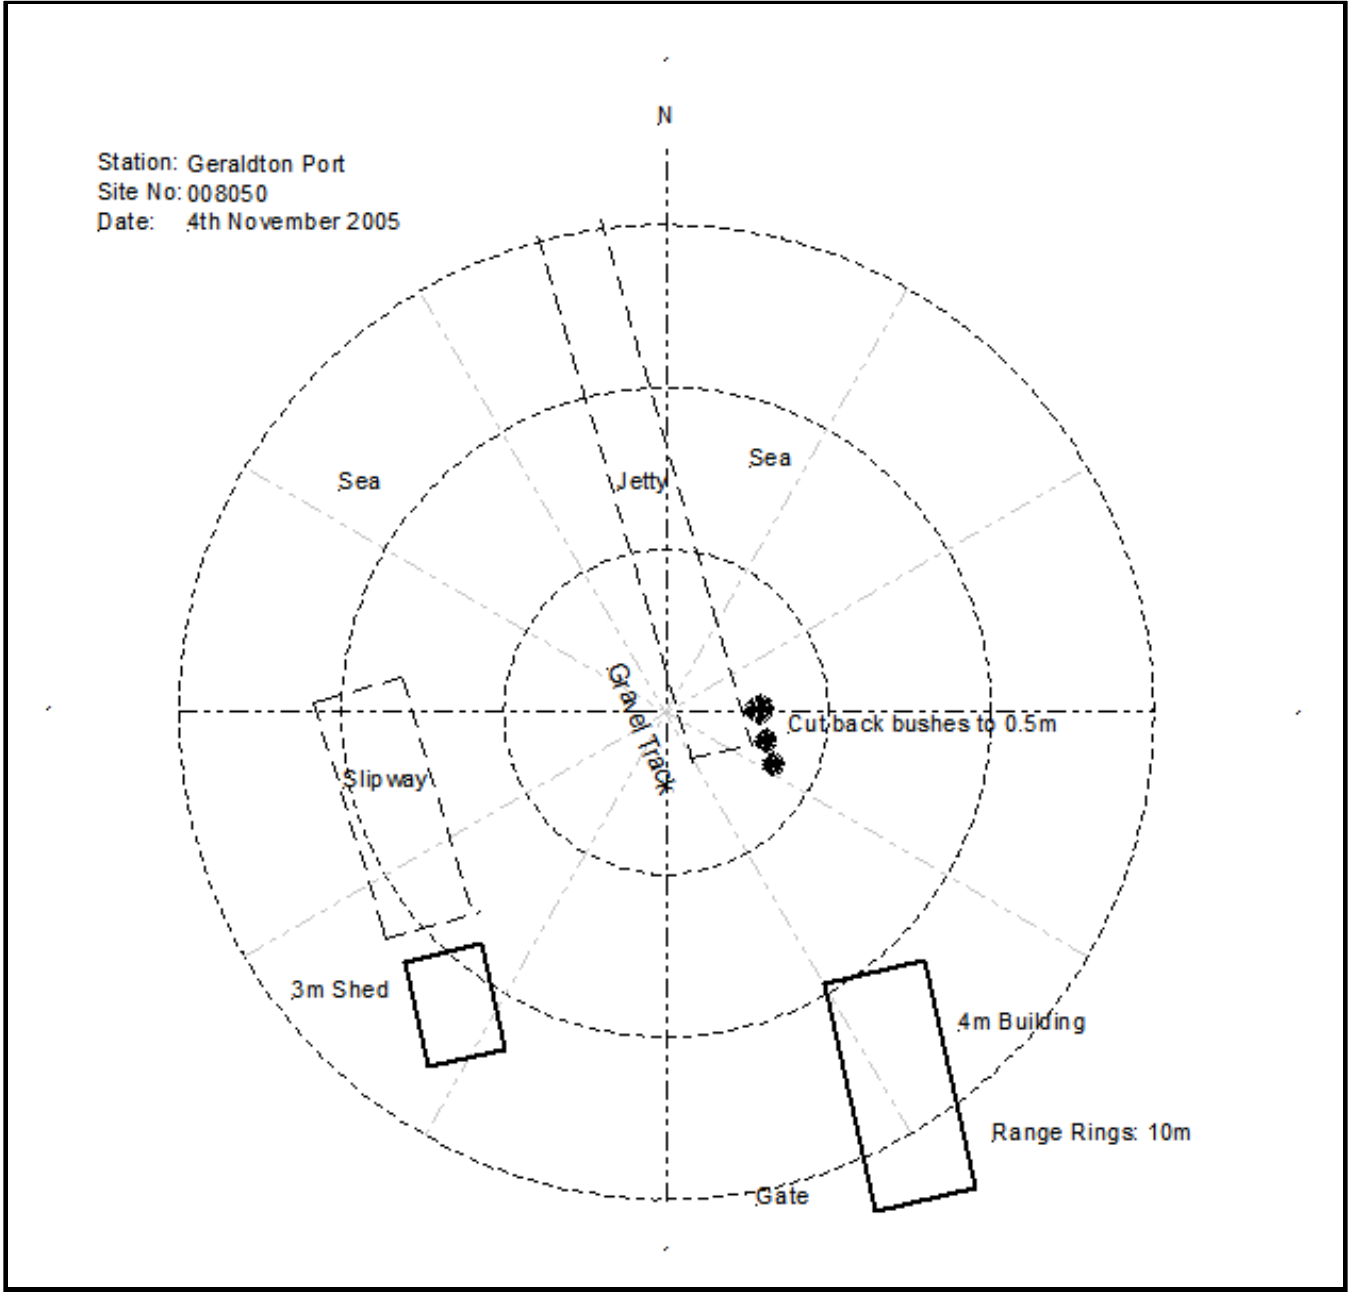 N
Station: Geraldton Port
Site No: 008050
Date: 4th November 2005
Sea
Jetty
Sea
Gravel Track
Cut back bushes to 0.5m
Slipway
3m Shed
4m Building
Range Rings: 10m
Gate